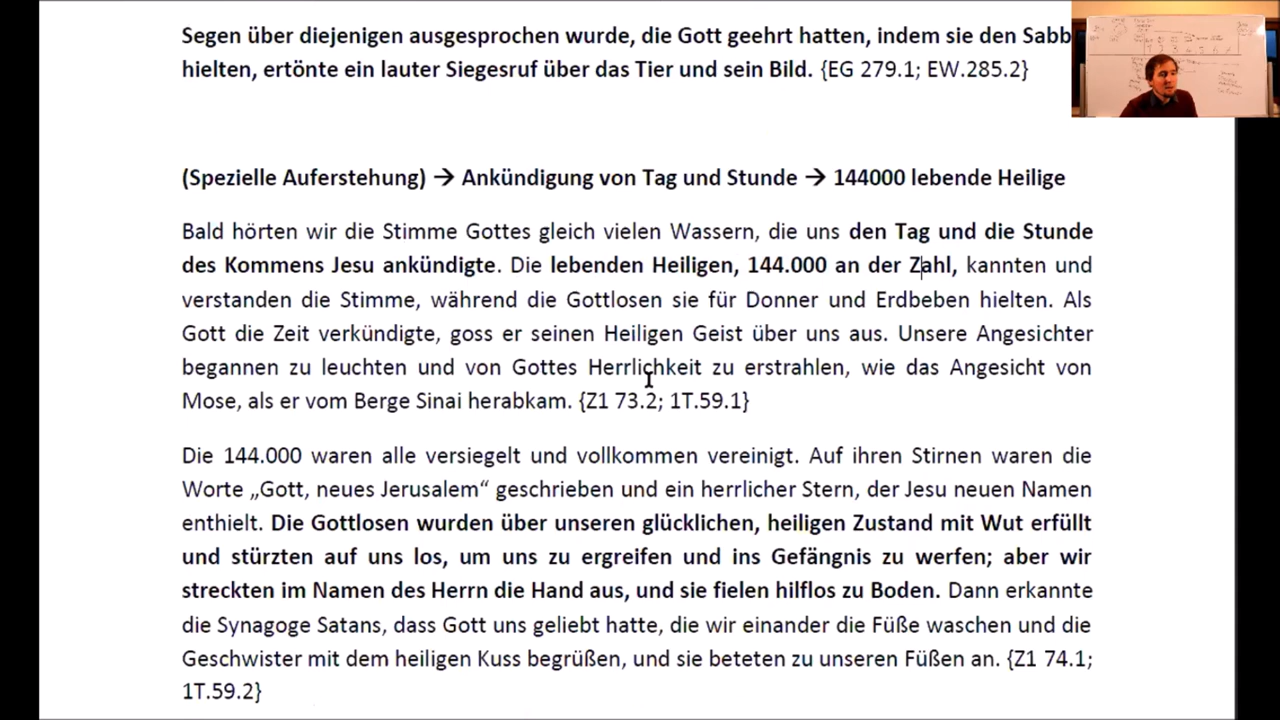 Segen über diejenigen ausgesprochen wurde, die Gott geehrt hatten, indem sie den Sabb
hielten, ertönte ein lauter Siegesruf über das Tier und sein Bild. {EG 279.1; EW.285.2}
(Spezielle Auferstehung) → Ankündigung von Tag und Stunde → 144000 lebende Heilige
Bald hörten wir die Stimme Gottes gleich vielen Wassern, die uns den Tag und die Stunde
des Kommens Jesu ankündigte. Die lebenden Heiligen, 144.000 an der Zahl, kannten und
verstanden die Stimme, während die Gottlosen sie für Donner und Erdbeben hielten. Als
Gott die Zeit verkündigte, goss er seinen Heiligen Geist über uns aus. Unsere Angesichter
begannen zu leuchten und von Gottes Herrlichkeit zu erstrahlen, wie das Angesicht von
Mose, als er vom Berge Sinai herabkam. {Z1 73.2; 1T.59.1}
Die 144.000 waren alle versiegelt und vollkommen vereinigt. Auf ihren Stirnen waren die
Worte „Gott, neues Jerusalem“ geschrieben und ein herrlicher Stern, der Jesu neuen Namen
enthielt. Die Gottlosen wurden über unseren glücklichen, heiligen Zustand mit Wut erfüllt
und stürzten auf uns los, um uns zu ergreifen und ins Gefängnis zu werfen; aber wir
streckten im Namen des Herrn die Hand aus, und sie fielen hilflos zu Boden. Dann erkannte
die Synagoge Satans, dass Gott uns geliebt hatte, die wir einander die Füße waschen und die
Geschwister mit dem heiligen Kuss begrüßen, und sie beteten zu unseren Füßen an. {Z1 74.1;
1T.59.2}